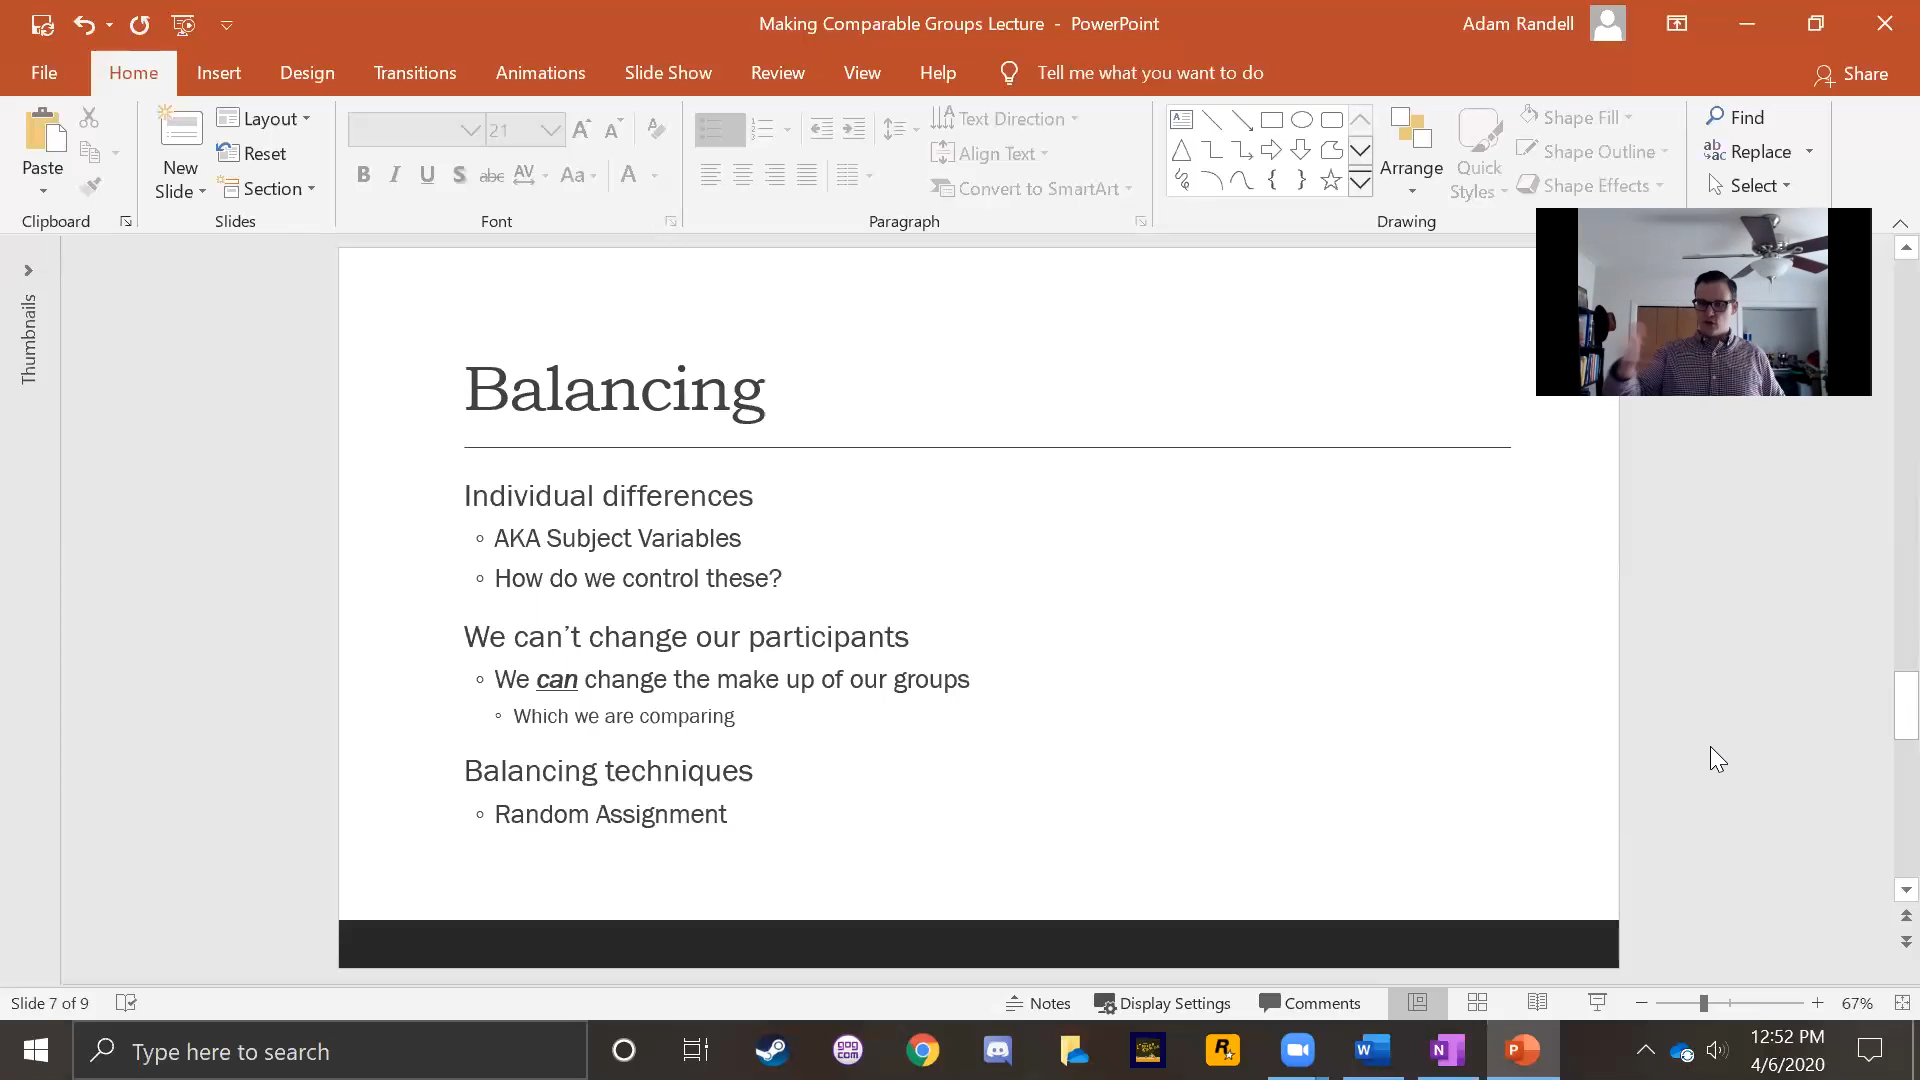 Making Comparable Groups Lecture - PowerPoint
Adam Randell
File Home Insert Design Transitions Animations Slide Show Review View Help Tell me what you want to do Share
Paste
Clipboard
New Slide
Layout
Reset
Section
Slides
21
B I U S abc AV Aa A
Font
Text Direction
Align Text
Convert to SmartArt
Paragraph
Arrange
Quick Styles
Shape Fill
Shape Outline
Shape Effects
Drawing
Find
Replace
Select
Thumbnails
Balancing
Individual differences
AKA Subject Variables
How do we control these?
We can’t change our participants
We can change the make up of our groups
Which we are comparing
Balancing techniques
Random Assignment
Slide 7 of 9
Notes Display Settings Comments 67%
Type here to search
12:52 PM
4/6/2020